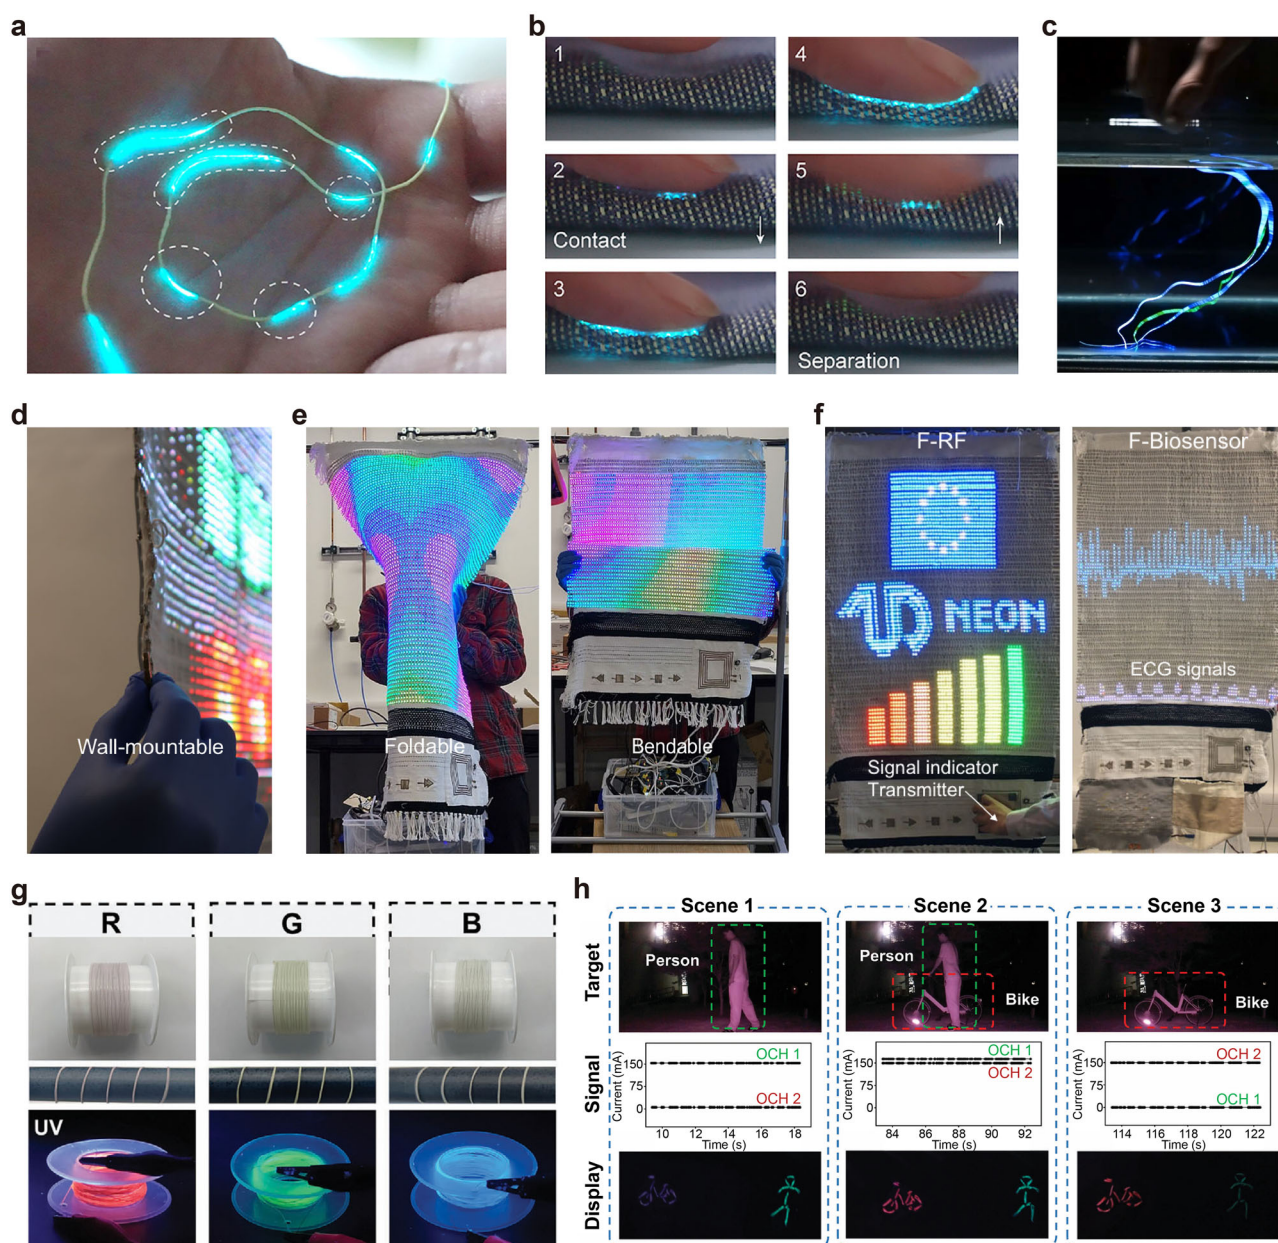 a
b
c
1
4
2
5
Contact
3
6
Separation
d
e
f
Wall-mountable
Foldable
Bendable
F-RF
NEON
Signal indicator
Transmitter
F-Biosensor
ECG signals
g
R
G
B
UV
h
Scene 1
Scene 2
Scene 3
Target
Person
Person
Bike
Bike
Signal
Current (mA)
150
75
0
OCH 1
OCH 2
10
12
14
16
18
Time (s)
Current (mA)
150
75
0
OCH 1
OCH 2
84
86
88
90
92
Time (s)
Current (mA)
150
75
0
OCH 2
OCH 1
114
116
118
120
122
Time (s)
Display